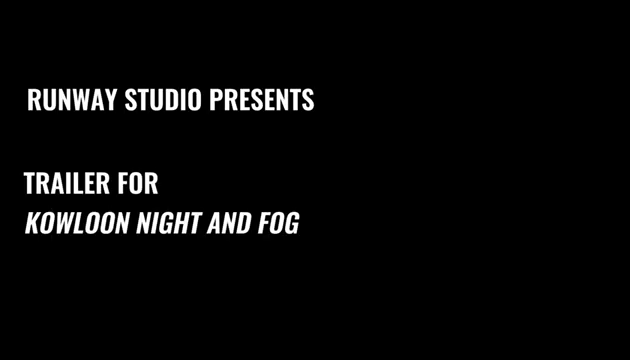 RUNWAY STUDIO PRESENTS
TRAILER FOR
KOWLOON NIGHT AND FOG